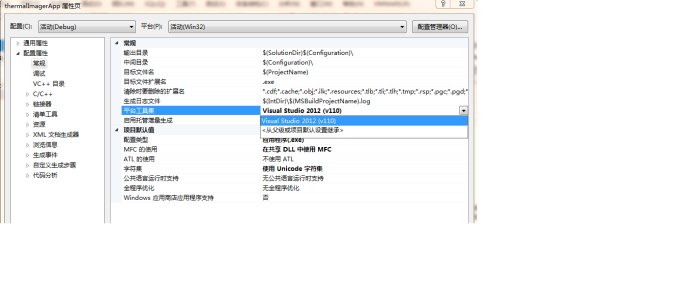 thermalImagerApp 属性页
配置(C): 活动(Debug) 平台(P): 活动(Win32) 配置管理器(O)...
通用属性
配置属性
常规
调试
VC++ 目录
C/C++
链接器
清单工具
资源
XML 文档生成器
浏览信息
生成事件
自定义生成步骤
代码分析
常规
输出目录 $(SolutionDir)$(Configuration)\
中间目录 $(Configuration)\
目标文件名 $(ProjectName)
目标文件扩展名 .exe
清除时要删除的扩展名 *.cdf;*.cache;*.obj;*.ilk;*.resources;*.tlb;*.tli;*.tlh;*.tmp;*.rsp;*.pgc;*.pgd;*
生成日志文件 $(IntDir)\$(MSBuildProjectName).log
平台工具集 Visual Studio 2012 (v110)
Visual Studio 2012 (v110)
启用托管增量生成 <从父级或项目默认设置继承>
项目默认值
配置类型 应用程序(.exe)
MFC 的使用 在共享 DLL 中使用 MFC
ATL 的使用 不使用 ATL
字符集 使用 Unicode 字符集
公共语言运行时支持 无公共语言运行时支持
全程序优化 无全程序优化
Windows 应用商店应用程序支持 否